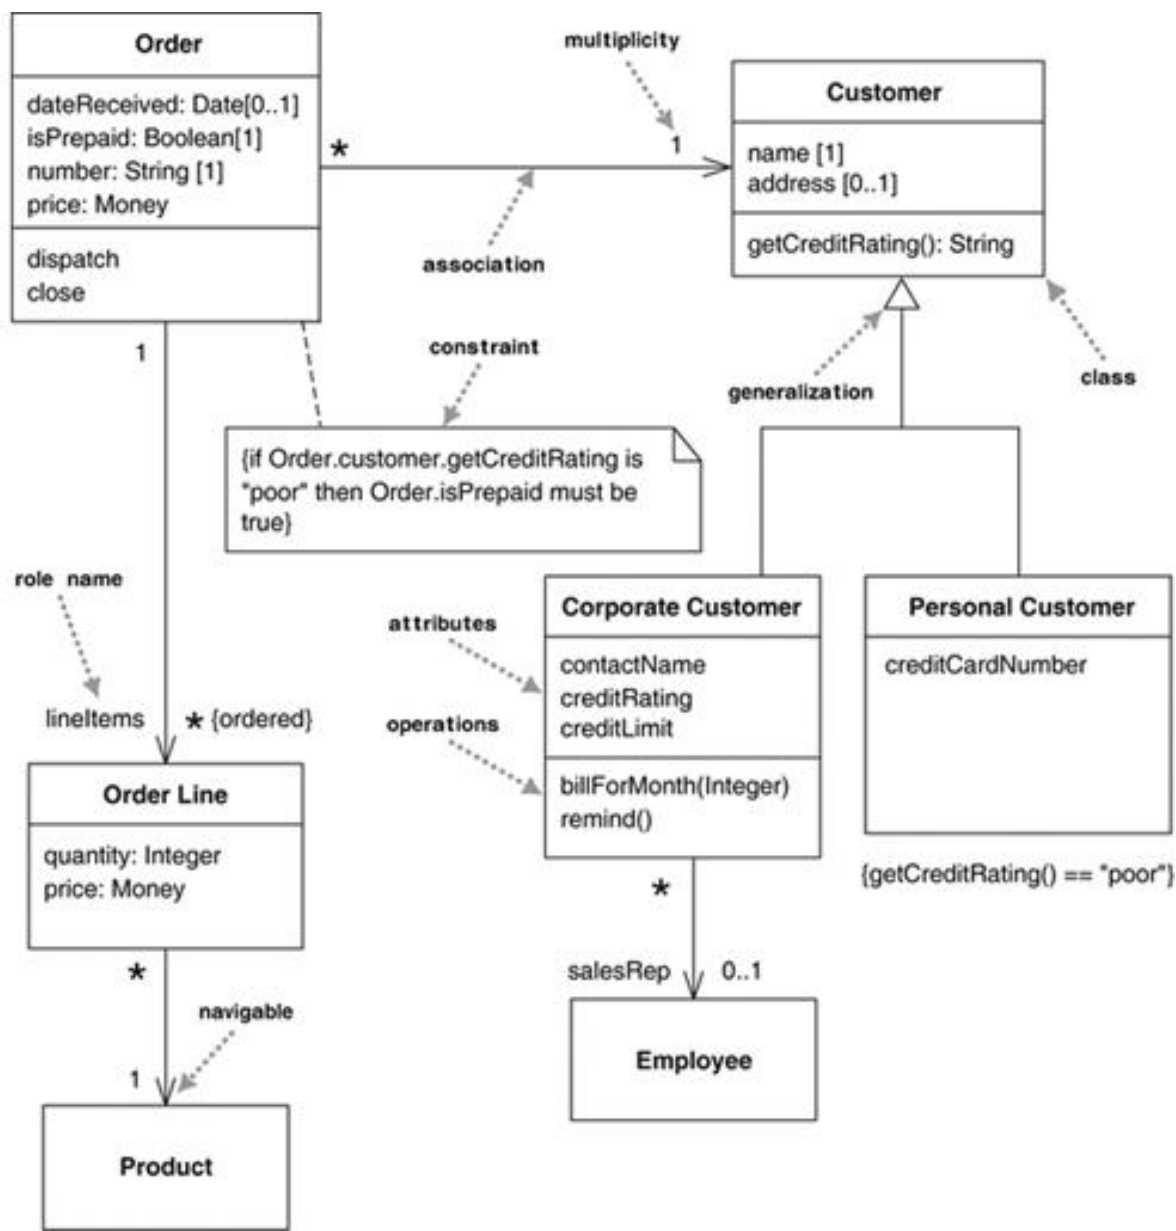 Order
dateReceived: Date[0..1]
isPrepaid: Boolean[1]
number: String [1]
price: Money
dispatch
close
multiplicity
*
1
association
Customer
name [1]
address [0..1]
getCreditRating(): String
1
constraint
generalization
class
{if Order.customer.getCreditRating is
"poor" then Order.isPrepaid must be
true}
role name
lineItems
* {ordered}
Order Line
quantity: Integer
price: Money
*
navigable
1
Product
attributes
operations
Corporate Customer
contactName
creditRating
creditLimit
billForMonth(Integer)
remind()
*
salesRep
0..1
Employee
Personal Customer
creditCardNumber
{getCreditRating() == "poor"}